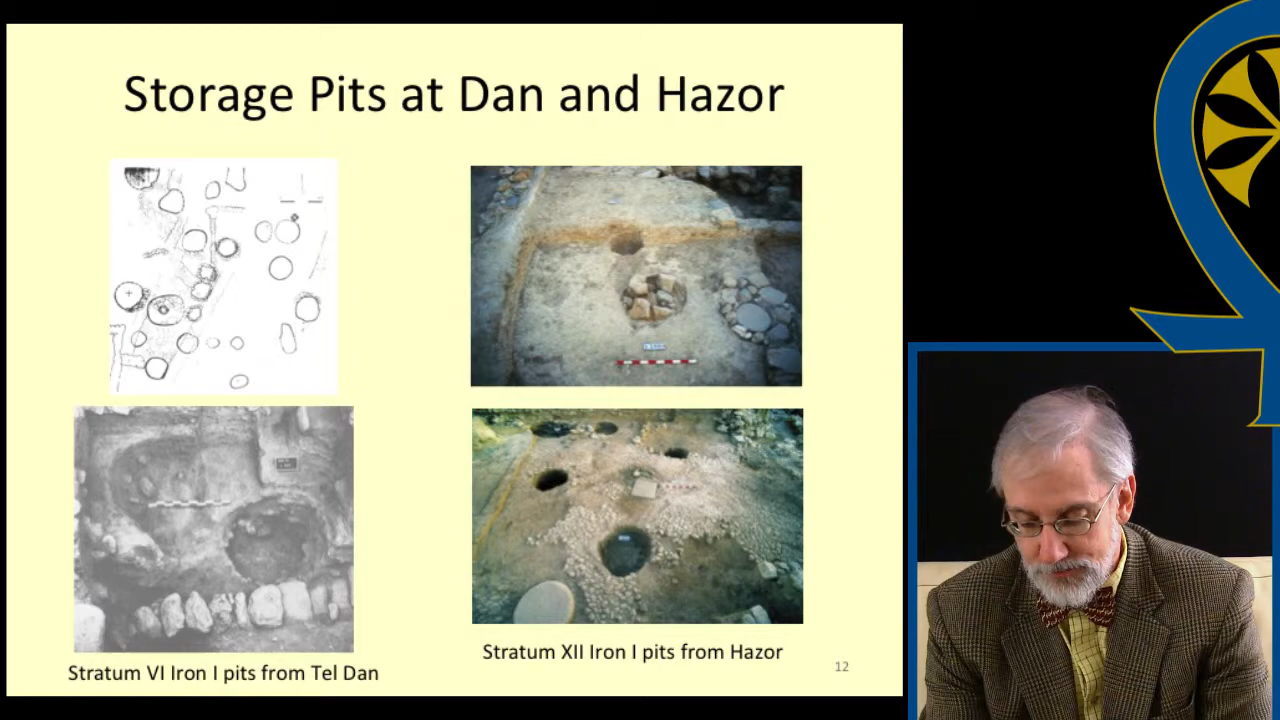 Storage Pits at Dan and Hazor
Stratum VI Iron I pits from Tel Dan
Stratum XII Iron I pits from Hazor
12